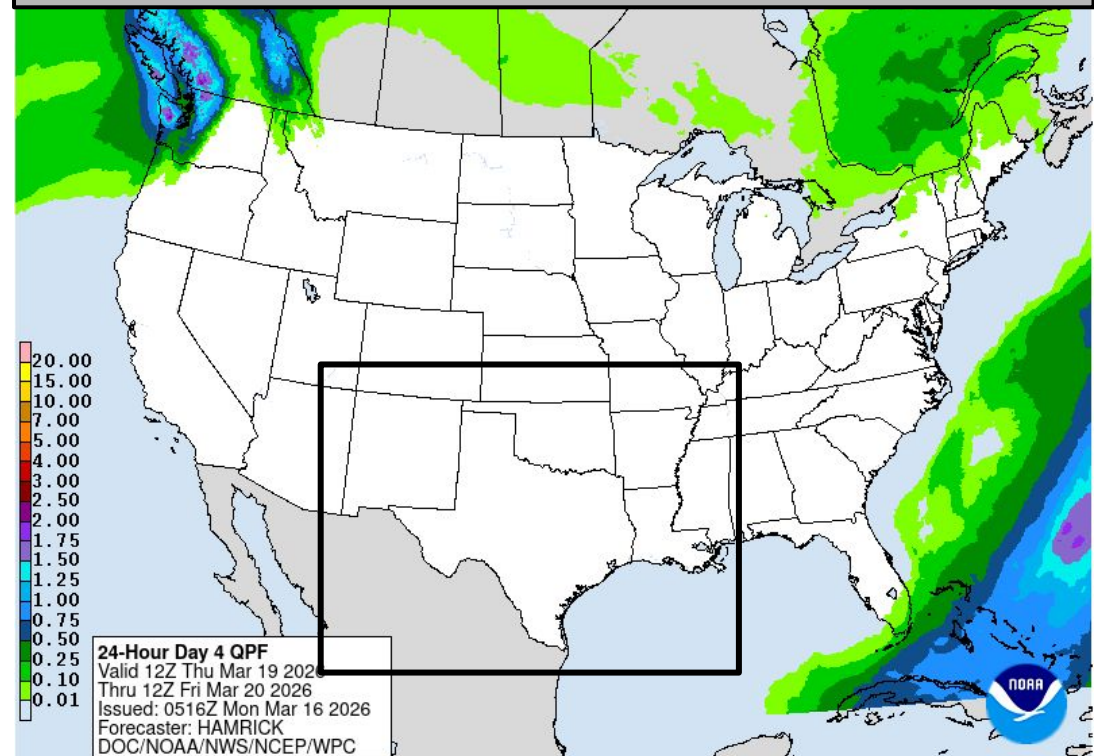 20.00
15.00
10.00
7.00
5.00
4.00
3.00
2.50
2.00
1.75
1.50
1.25
1.00
0.75
0.50
0.25
0.10
0.01
24-Hour Day 4 QPF
Valid 12Z Thu Mar 19 2026
Thru 12Z Fri Mar 20 2026
Issued: 0516Z Mon Mar 16 2026
Forecaster: HAMRICK
DOC/NOAA/NWS/NCEP/WPC
NOAA